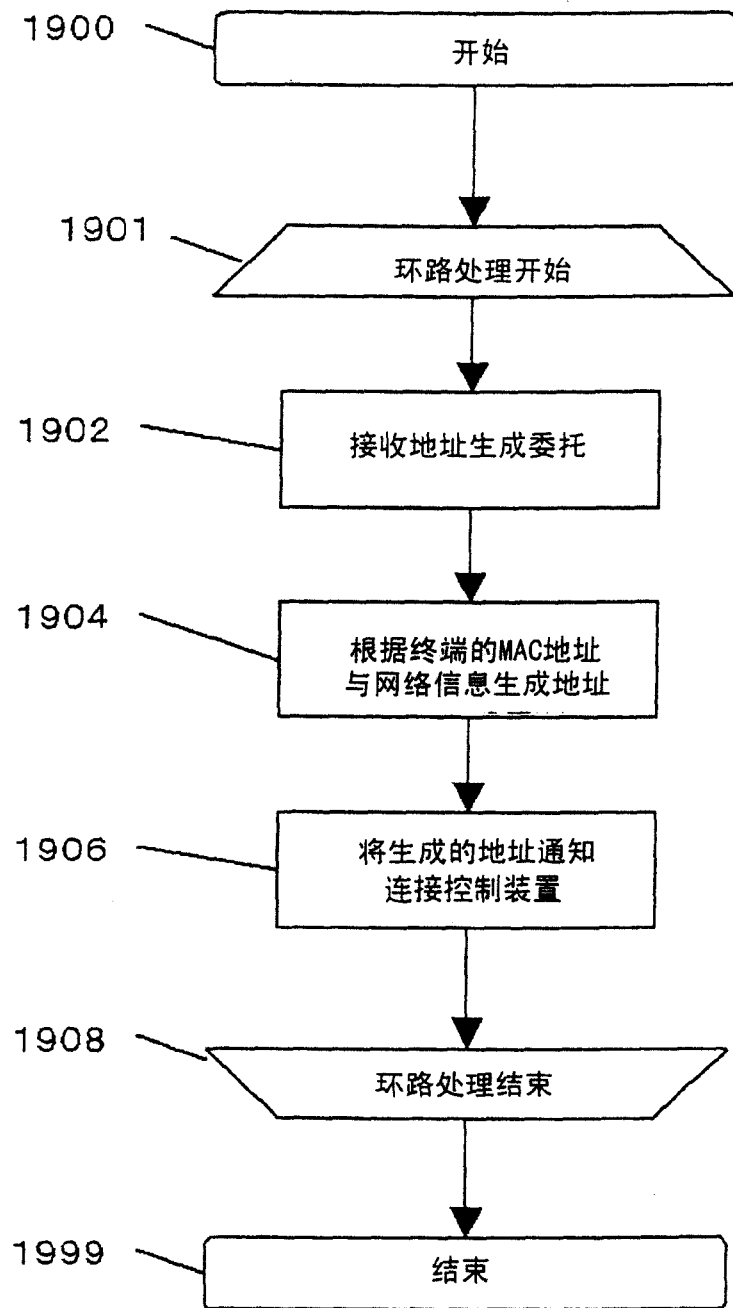 1900
开始
1901
环路处理开始
1902
接收地址生成委托
1904
根据终端的MAC地址
与网络信息生成地址
1906
将生成的地址通知
连接控制装置
1908
环路处理结束
1999
结束